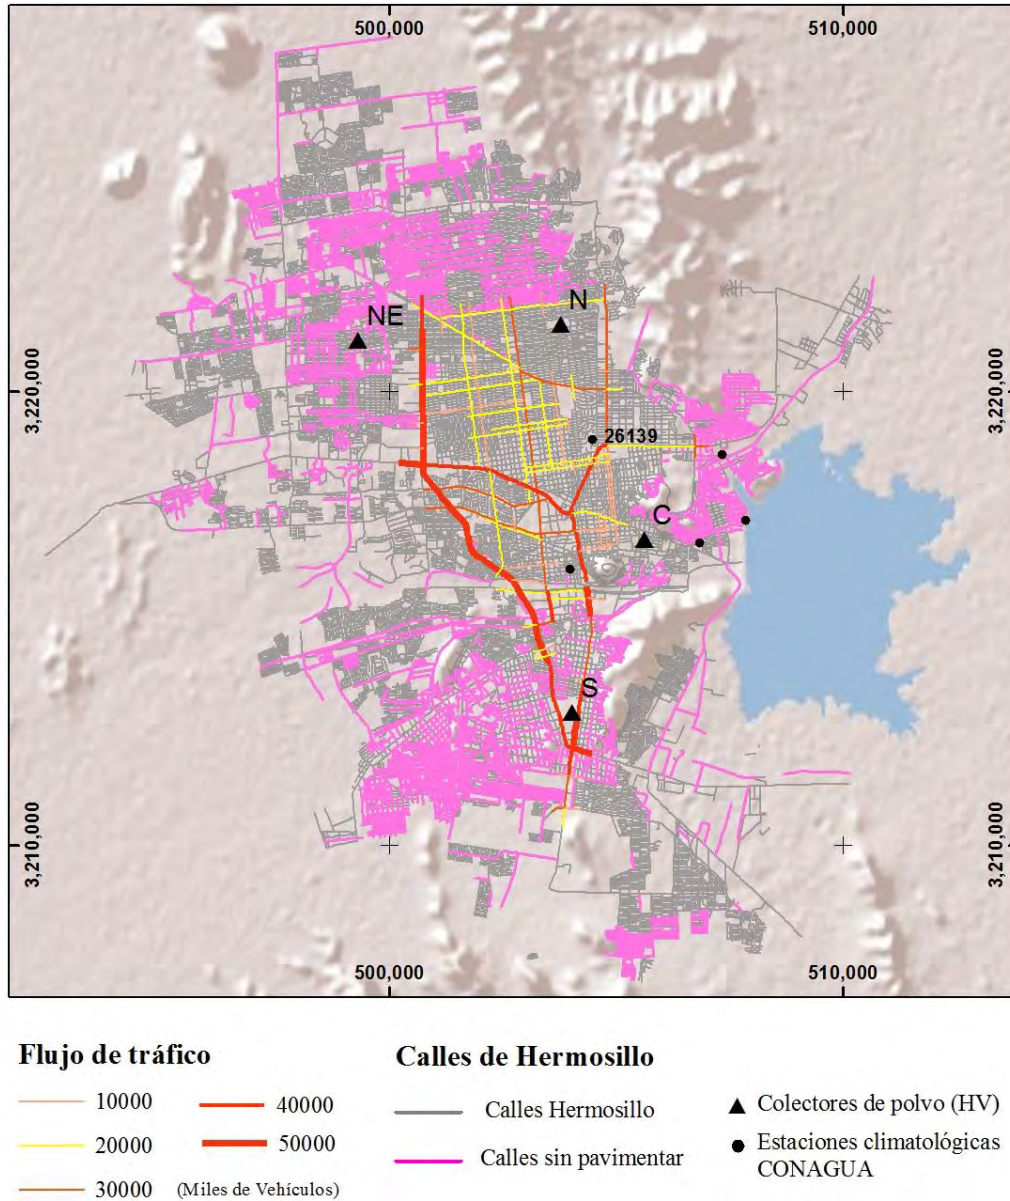 500,000
510,000
N
NE
3,220,000
3,220,000
26139
C
S
3,210,000
3,210,000
500,000
510,000
Flujo de tráfico
10000
20000
30000
40000
50000
(Miles de Vehículos)
Calles de Hermosillo
Calles Hermosillo
Calles sin pavimentar
Colectores de polvo (HV)
Estaciones climatológicas
CONAGUA